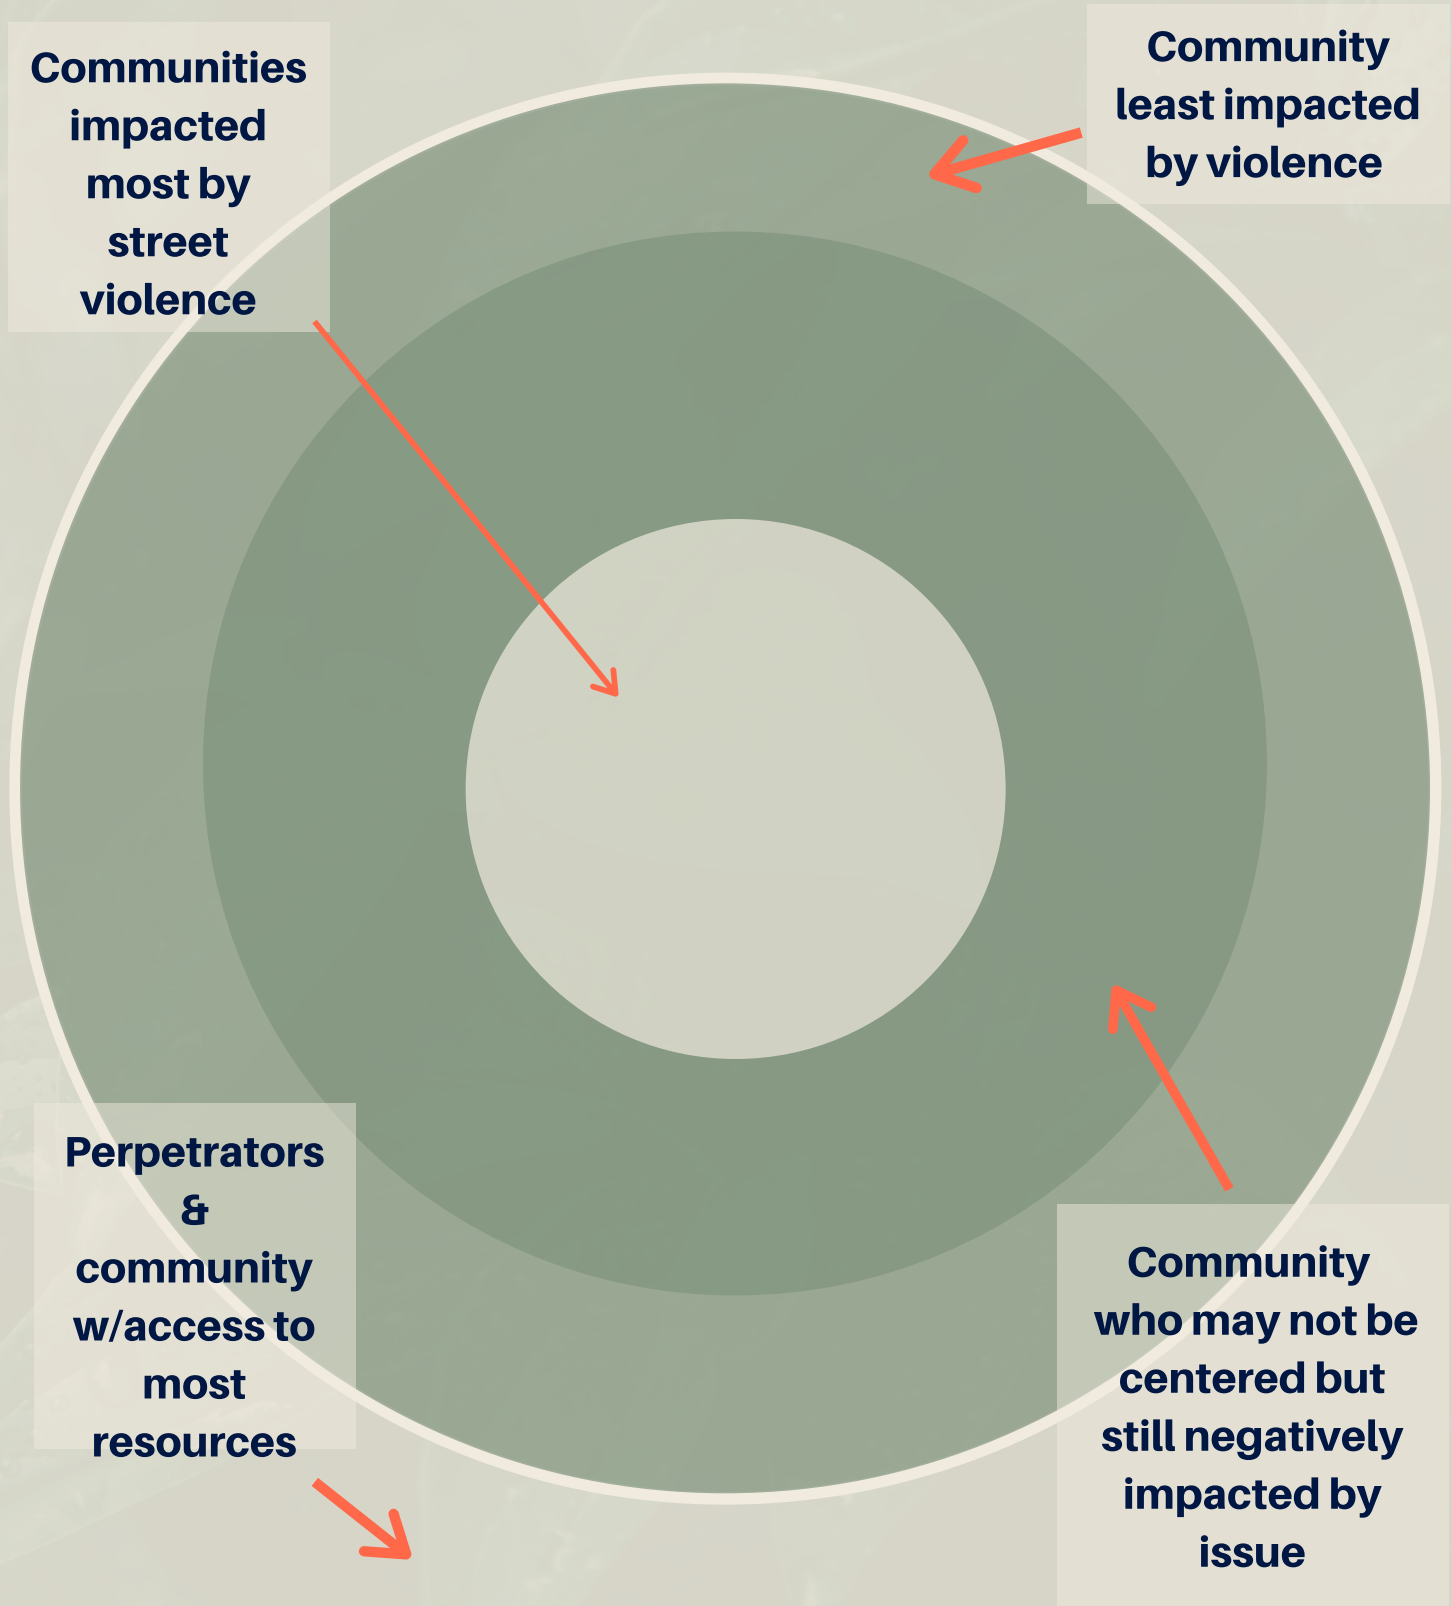 Communities
impacted
most by
street
violence
Community
least impacted
by violence
Perpetrators
&
community
w/access to
most
resources
Community
who may not be
centered but
still negatively
impacted by
issue